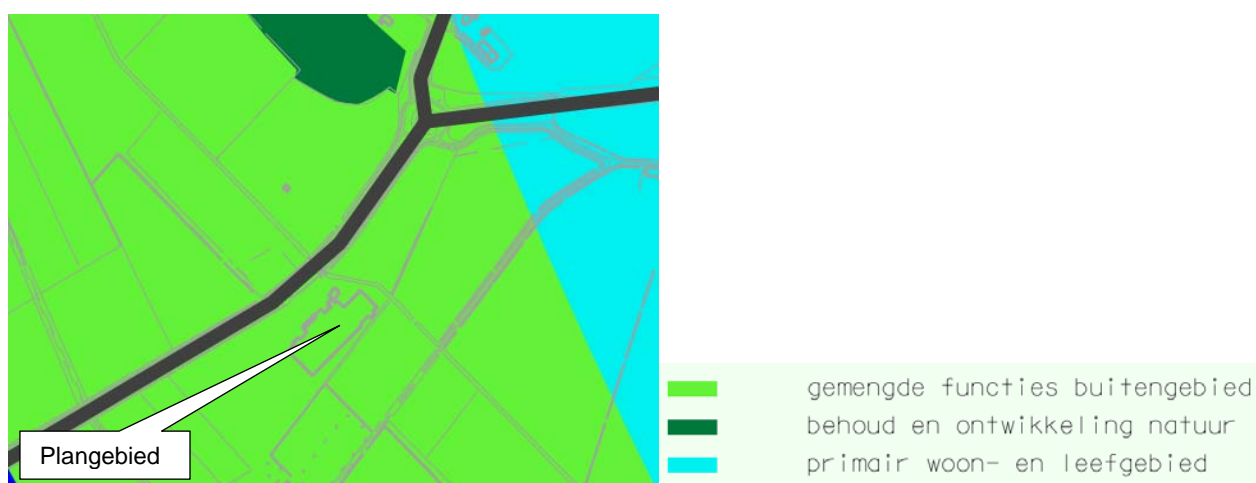 Plangebied
gemengde functies buitengebied
behoud en ontwikkeling natuur
primair woon- en leefgebied